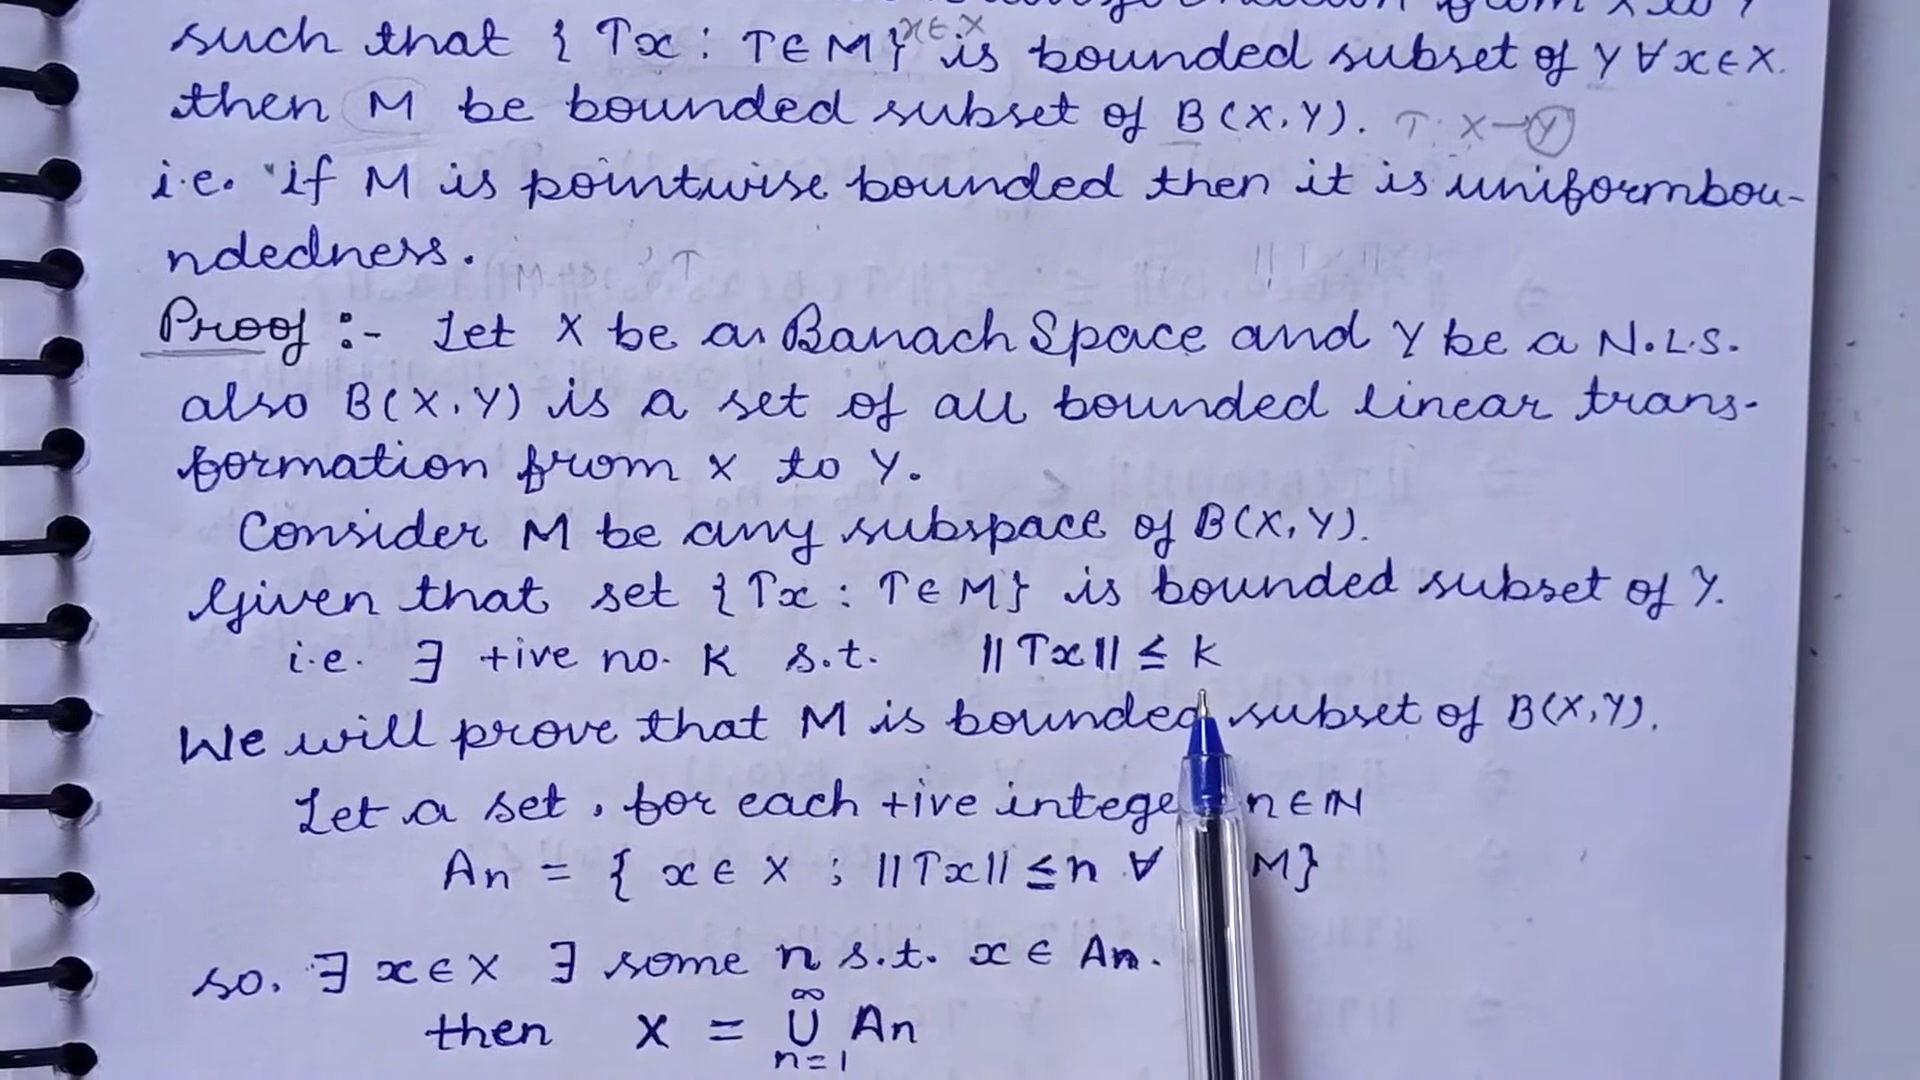 from X to Y
such that { Tx : T ∈ M} x∈X is bounded subset of Y ∀ x ∈ X.
then M be bounded subset of B(X,Y). T: X→Y
i.e. if M is pointwise bounded then it is uniformbou-
ndedness.
Proof :- Let X be a Banach Space and Y be a N.L.S.
also B(X,Y) is a set of all bounded linear trans-
formation from X to Y.
Consider M be any subspace of B(X,Y).
Given that set {Tx : T ∈ M} is bounded subset of Y.
i.e. ∃ +ive no. K s.t. ||Tx|| ≤ K
We will prove that M is bounded subset of B(X,Y).
Let a set, for each +ive intege n ∈ ℕ
An = { x ∈ X ; ||Tx|| ≤ n ∀ M}
so. ∃ x ∈ X ∃ some n s.t. x ∈ An.
then X = ∞ ∪ n=1 An